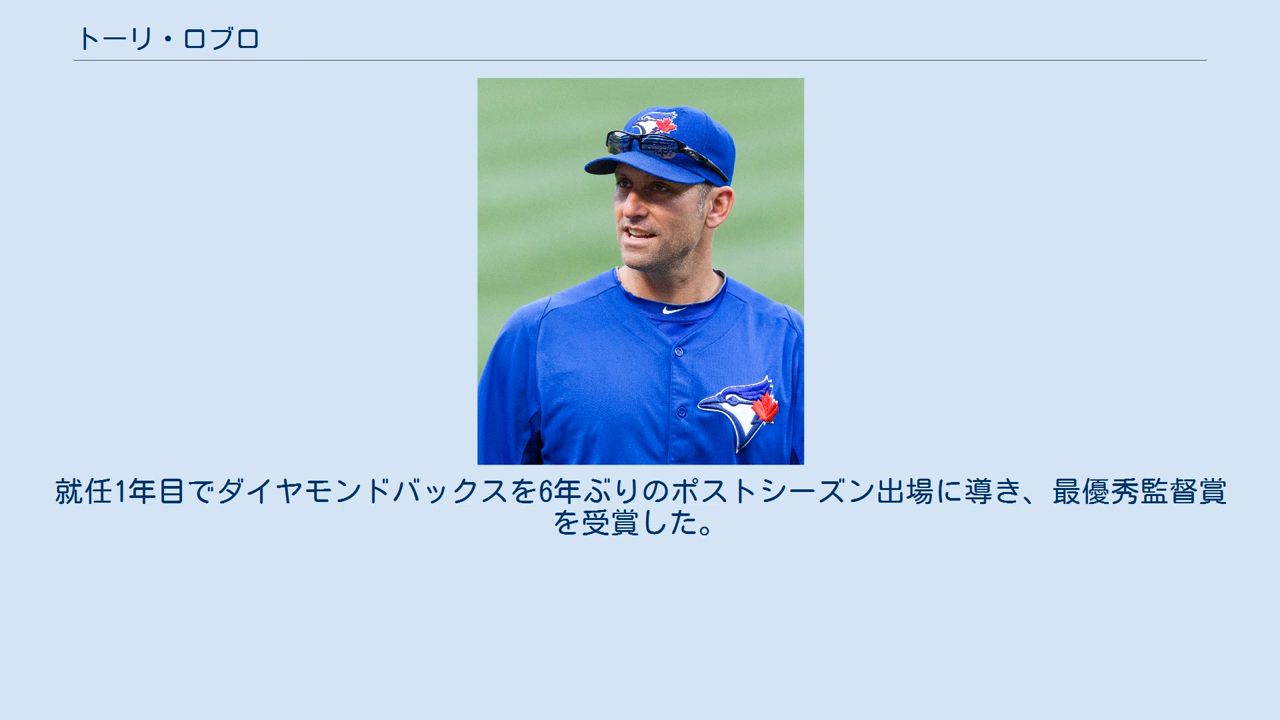 トーリ・ロブロ
就任1年目でダイヤモンドバックスを6年ぶりのポストシーズン出場に導き、最優秀監督賞
を受賞した。